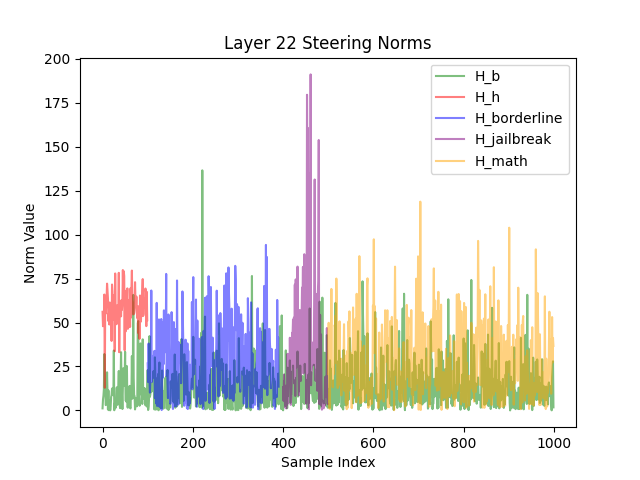 Layer 22 Steering Norms
200
175
150
125
100
75
50
25
0
Norm Value
H_b
H_h
H_borderline
H_jailbreak
H_math
0 200 400 600 800 1000
Sample Index